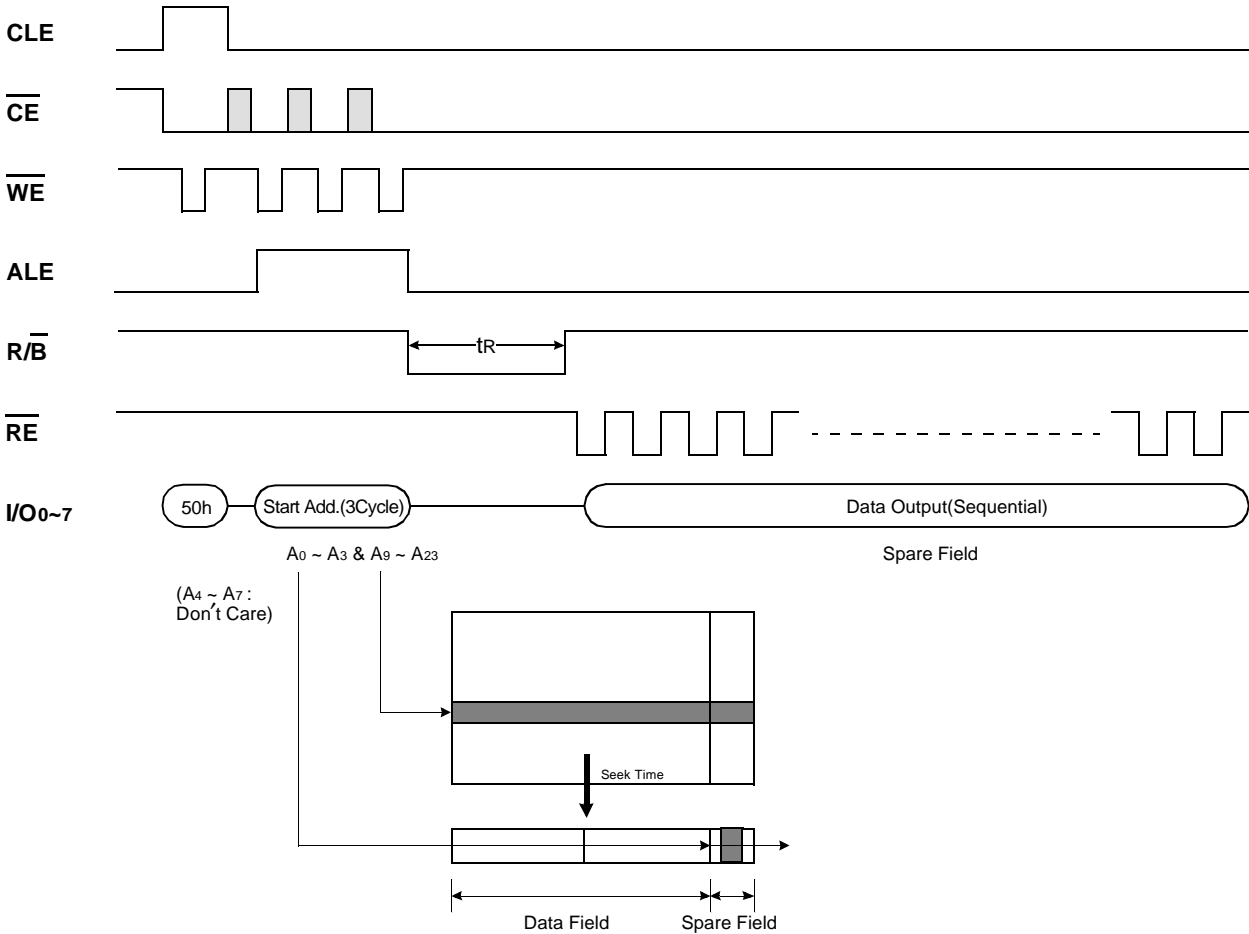 CLE
CE
WE
ALE
R/B
tR
RE
I/O0~7
50h
Start Add.(3Cycle)
Data Output(Sequential)
A0 ~ A3 & A9 ~ A23
Spare Field
(A4 ~ A7 :
Don't Care)
Seek Time
Data Field
Spare Field